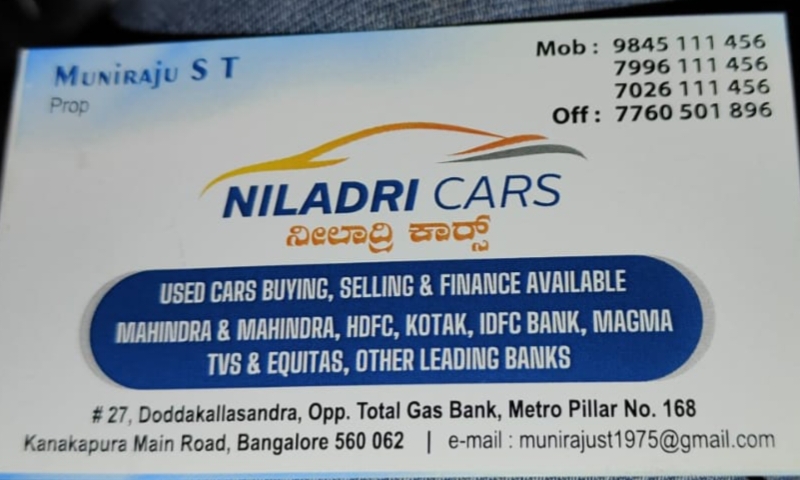 MUNIRAJU S T
Prop
Mob : 9845 111 456
7996 111 456
7026 111 456
Off : 7760 501 896
NILADRI CARS
ನೀಲಾದ್ರಿ ಕಾರ್ಸ್
USED CARS BUYING, SELLING & FINANCE AVAILABLE
MAHINDRA & MAHINDRA, HDFC, KOTAK, IDFC BANK, MAGMA
TVS & EQUITAS, OTHER LEADING BANKS
# 27, Doddakallasandra, Opp. Total Gas Bank, Metro Pillar No. 168
Kanakapura Main Road, Bangalore 560 062 | e-mail : munirajust1975@gmail.com